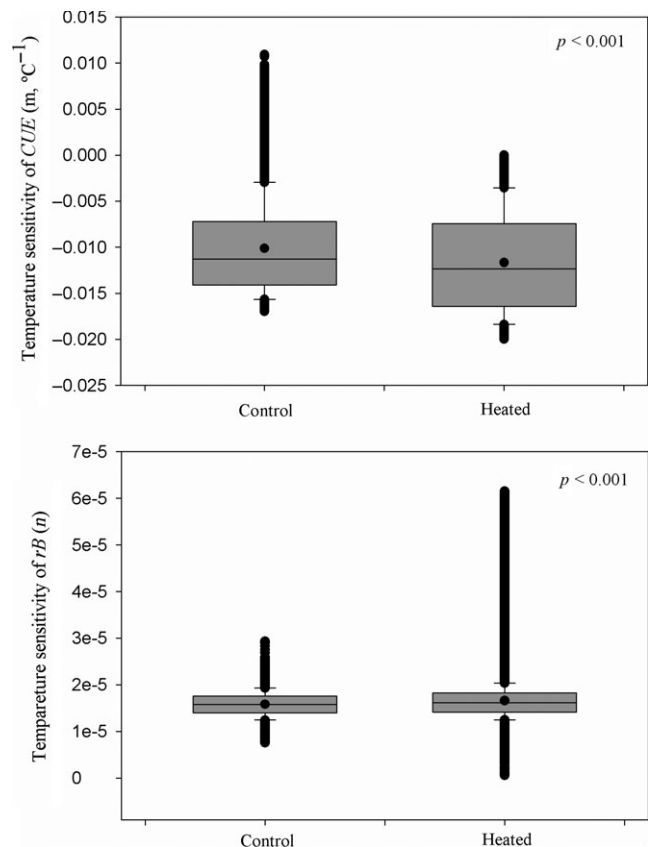 0.015
p < 0.001
0.010
0.005
0.000
–0.005
–0.010
–0.015
–0.020
–0.025
Temperature sensitivity of CUE (m, ºC⁻¹)
Control Heated
7e-5
p < 0.001
6e-5
5e-5
4e-5
3e-5
2e-5
1e-5
0
Tempareture sensitivity of rB (n)
Control Heated